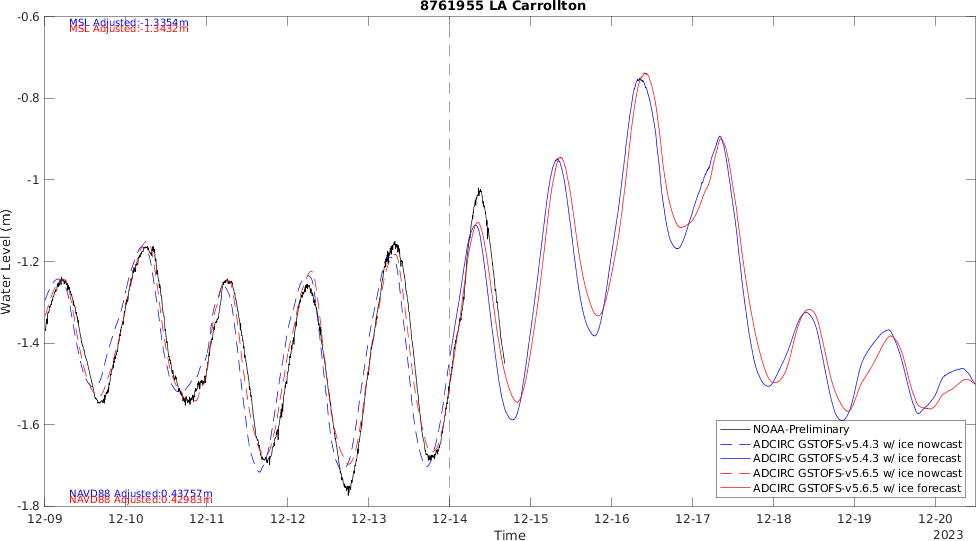 8761955 LA Carrollton
MSL Adjusted:-1.3354m
MSL Adjusted:-1.3432m
-0.6
-0.8
-1
-1.2
-1.4
-1.6
-1.8
Water Level (m)
NOAA-Preliminary
ADCIRC GSTOFS-v5.4.3 w/ ice nowcast
ADCIRC GSTOFS-v5.4.3 w/ ice forecast
ADCIRC GSTOFS-v5.6.5 w/ ice nowcast
ADCIRC GSTOFS-v5.6.5 w/ ice forecast
NAVD88 Adjusted:0.43757m
NAVD88 Adjusted:0.42983m
12-09 12-10 12-11 12-12 12-13 12-14 12-15 12-16 12-17 12-18 12-19 12-20
Time
2023